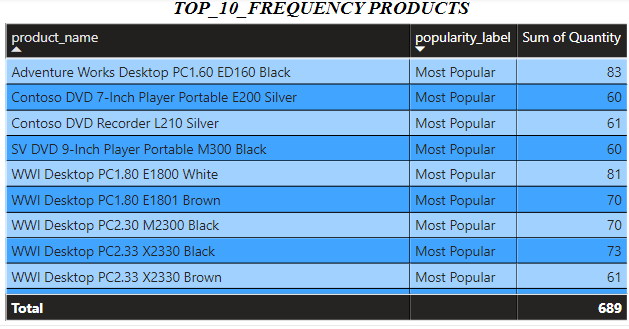 TOP_10_FREQUENCY PRODUCTS
product_name popularity_label Sum of Quantity
Adventure Works Desktop PC1.60 ED160 Black Most Popular 83
Contoso DVD 7-Inch Player Portable E200 Silver Most Popular 60
Contoso DVD Recorder L210 Silver Most Popular 61
SV DVD 9-Inch Player Portable M300 Black Most Popular 60
WWI Desktop PC1.80 E1800 White Most Popular 81
WWI Desktop PC1.80 E1801 Brown Most Popular 70
WWI Desktop PC2.30 M2300 Black Most Popular 70
WWI Desktop PC2.33 X2330 Black Most Popular 73
WWI Desktop PC2.33 X2330 Brown Most Popular 61
Total 689